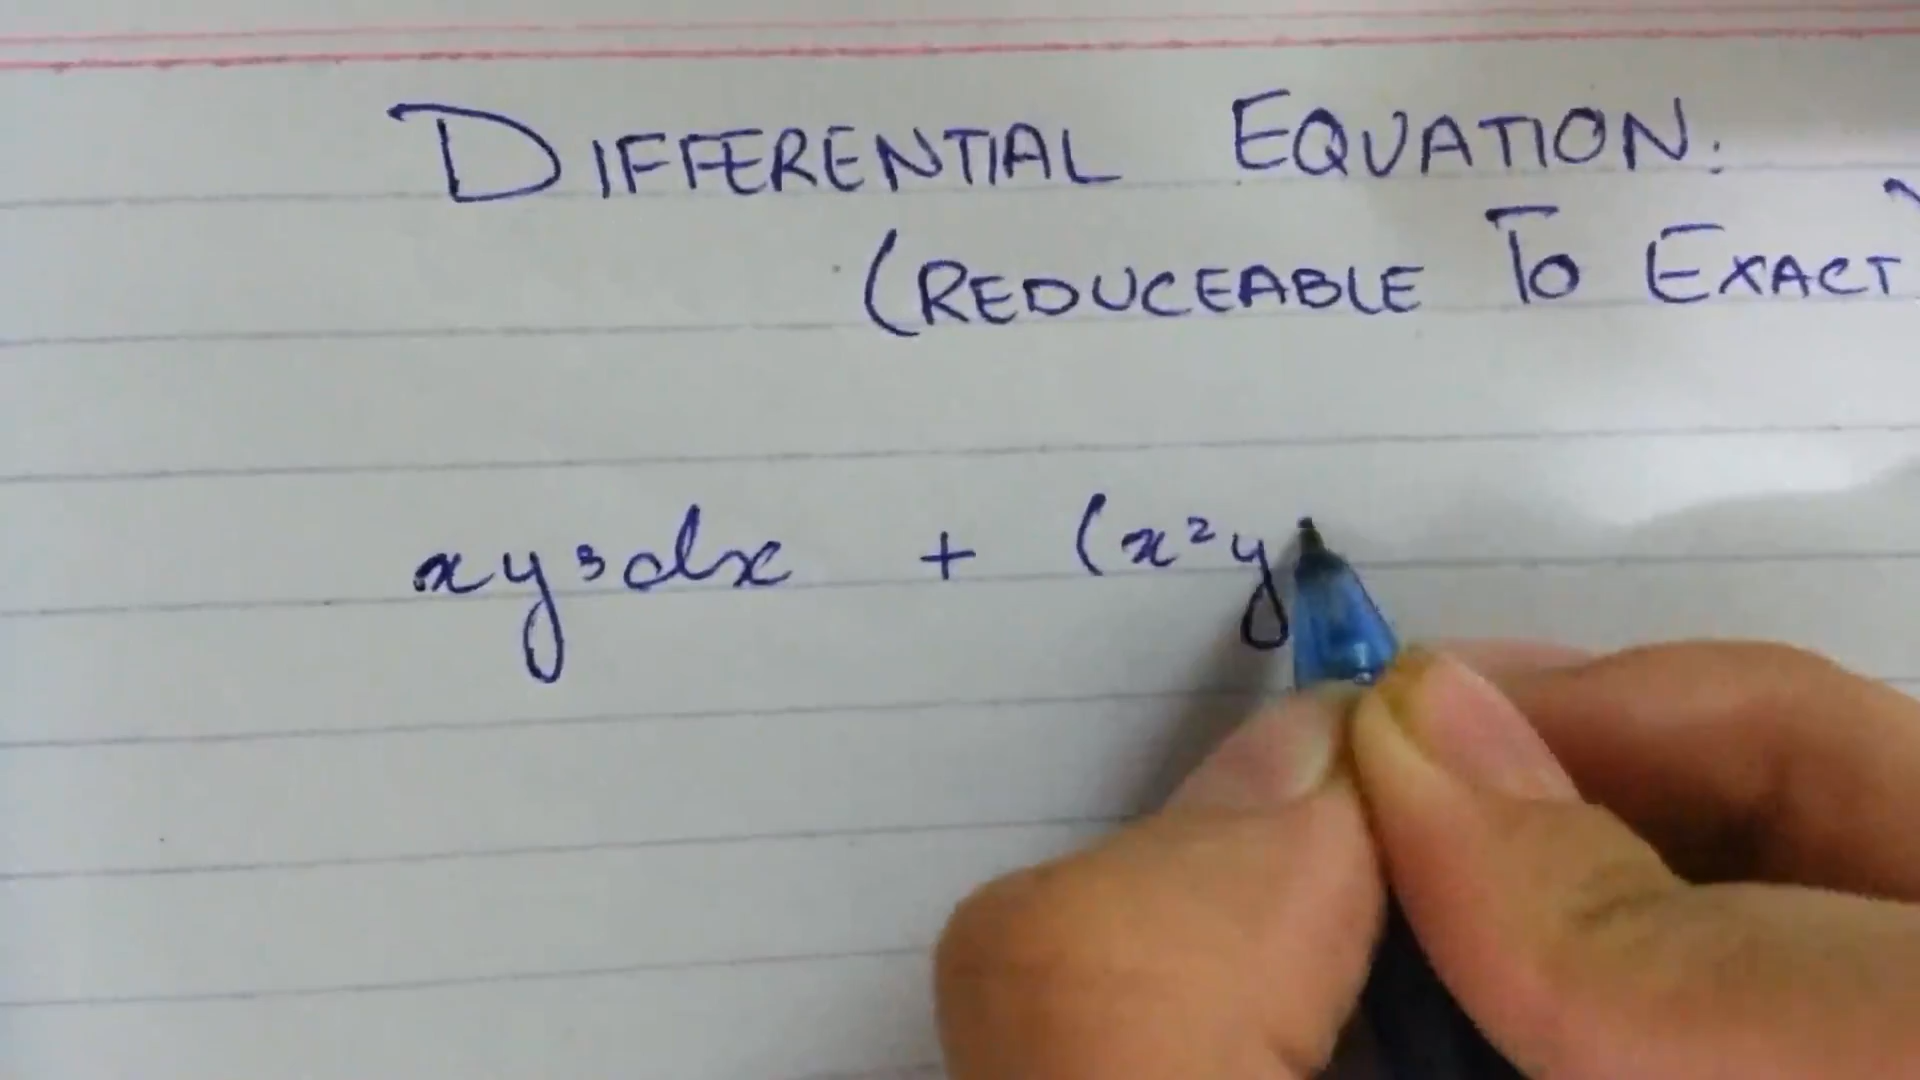 DIFFERENTIAL EQUATION:
(REDUCEABLE TO EXACT)
xy³dx + (x²y